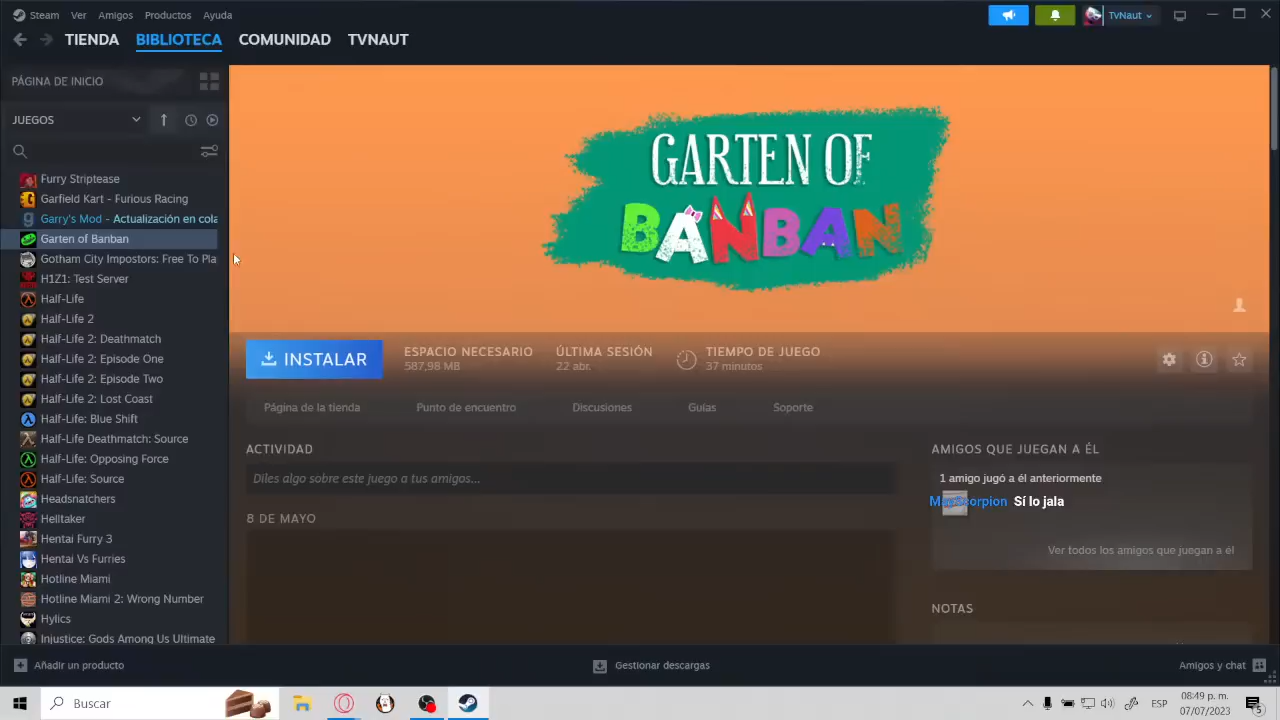 Steam Ver Amigos Productos Ayuda
TvNaut
TIENDA BIBLIOTECA COMUNIDAD TVNAUT
PÁGINA DE INICIO
JUEGOS
Furry Striptease
Garfield Kart - Furious Racing
Garry's Mod - Actualización en cola
Garten of Banban
Gotham City Impostors: Free To Pla
H1Z1: Test Server
Half-Life
Half-Life 2
Half-Life 2: Deathmatch
Half-Life 2: Episode One
Half-Life 2: Episode Two
Half-Life 2: Lost Coast
Half-Life: Blue Shift
Half-Life Deathmatch: Source
Half-Life: Opposing Force
Half-Life: Source
Headsnatchers
Helltaker
Hentai Furry 3
Hentai Vs Furries
Hotline Miami
Hotline Miami 2: Wrong Number
Hylics
Injustice: Gods Among Us Ultimate
GARTEN OF
BANBAN
INSTALAR
ESPACIO NECESARIO
587,98 MB
ÚLTIMA SESIÓN
22 abr.
TIEMPO DE JUEGO
37 minutos
Página de la tienda Punto de encuentro Discusiones Guías Soporte
ACTIVIDAD
Diles algo sobre este juego a tus amigos...
8 DE MAYO
AMIGOS QUE JUEGAN A ÉL
1 amigo jugó a él anteriormente
Sí lo jala
Ver todos los amigos que juegan a él
NOTAS
Añadir un producto
Gestionar descargas
Amigos y chat
Buscar
ESP
08:49 p. m.
07/07/2023
5